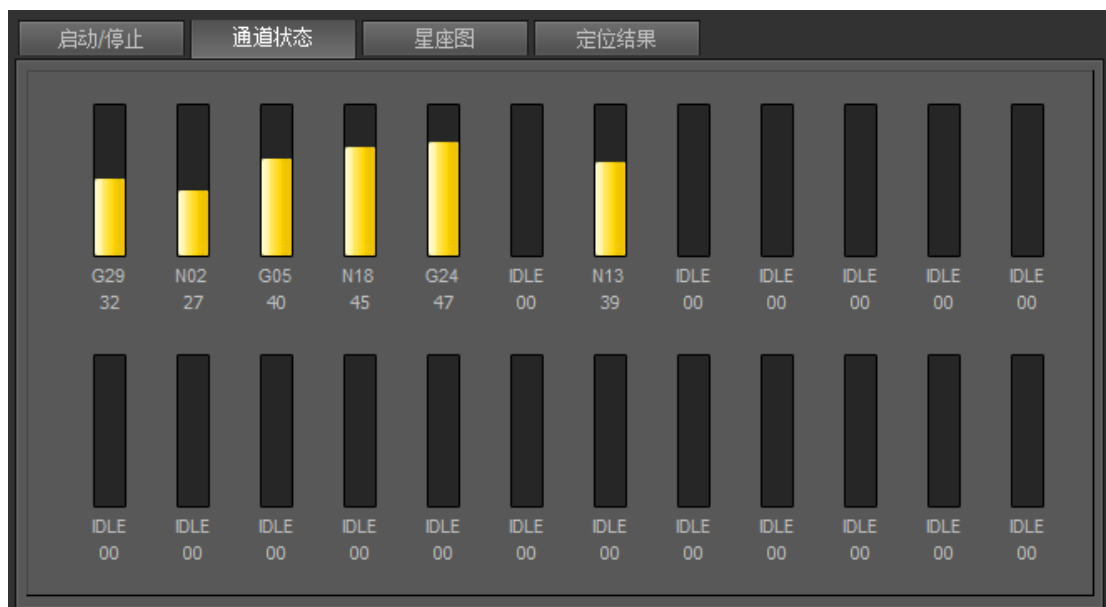 启动/停止 通道状态 星座图 定位结果
G29 N02 G05 N18 G24 IDLE N13 IDLE IDLE IDLE IDLE IDLE
32 27 40 45 47 00 39 00 00 00 00 00
IDLE IDLE IDLE IDLE IDLE IDLE IDLE IDLE IDLE IDLE IDLE IDLE
00 00 00 00 00 00 00 00 00 00 00 00